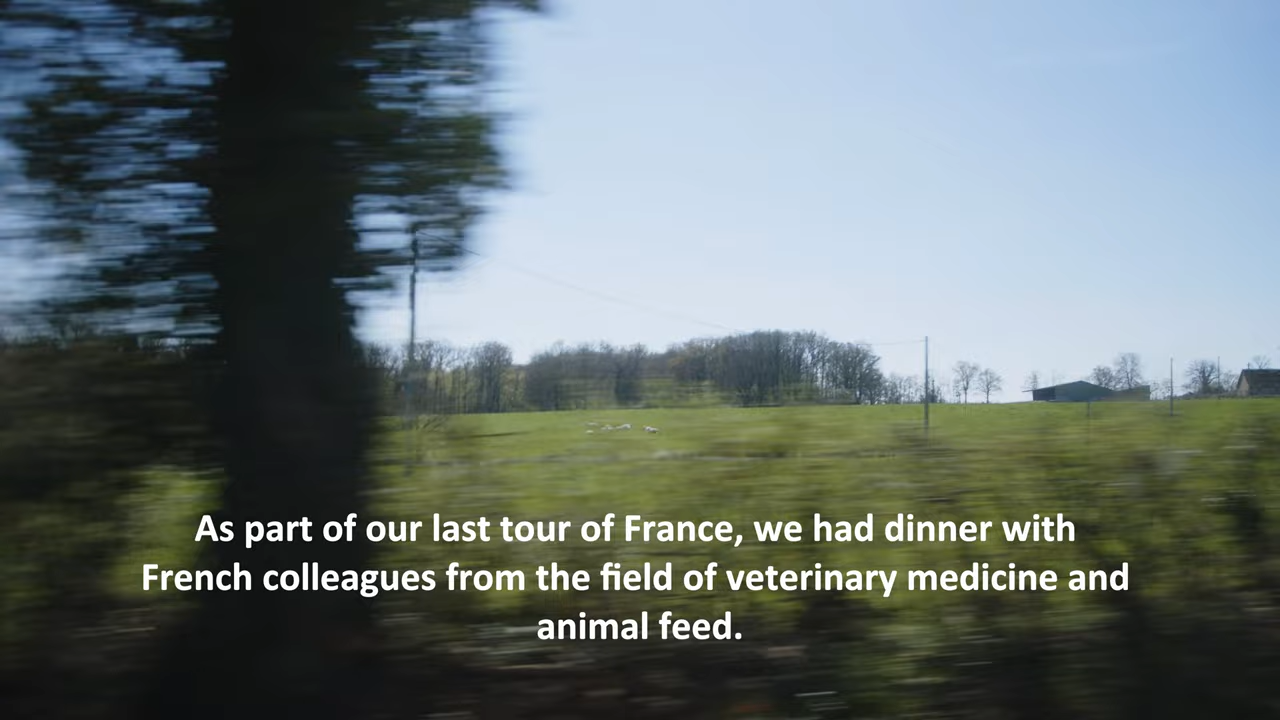 As part of our last tour of France, we had dinner with
French colleagues from the field of veterinary medicine and
animal feed.